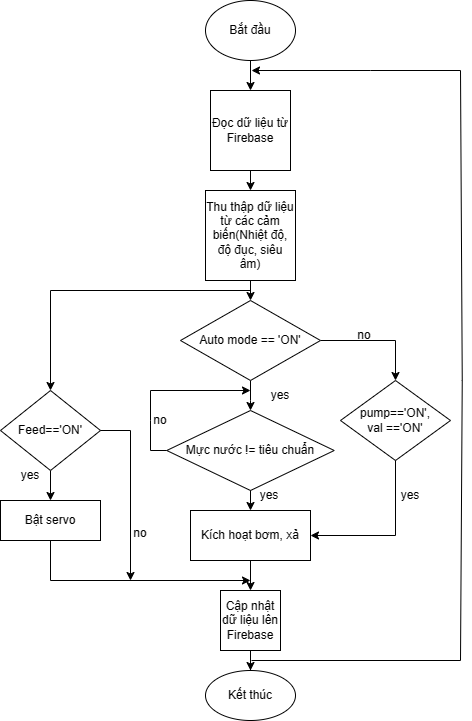 Bắt đầu
Đọc dữ liệu từ
Firebase
Thu thập dữ liệu
từ các cảm
biến(Nhiệt độ,
độ đục, siêu
âm)
Auto mode == 'ON'
no
yes
no
Feed=='ON'
pump=='ON',
val =='ON'
Mực nước != tiêu chuẩn
yes
yes
yes
Bật servo
Kích hoạt bơm, xả
no
Cập nhật
dữ liệu lên
Firebase
Kết thúc